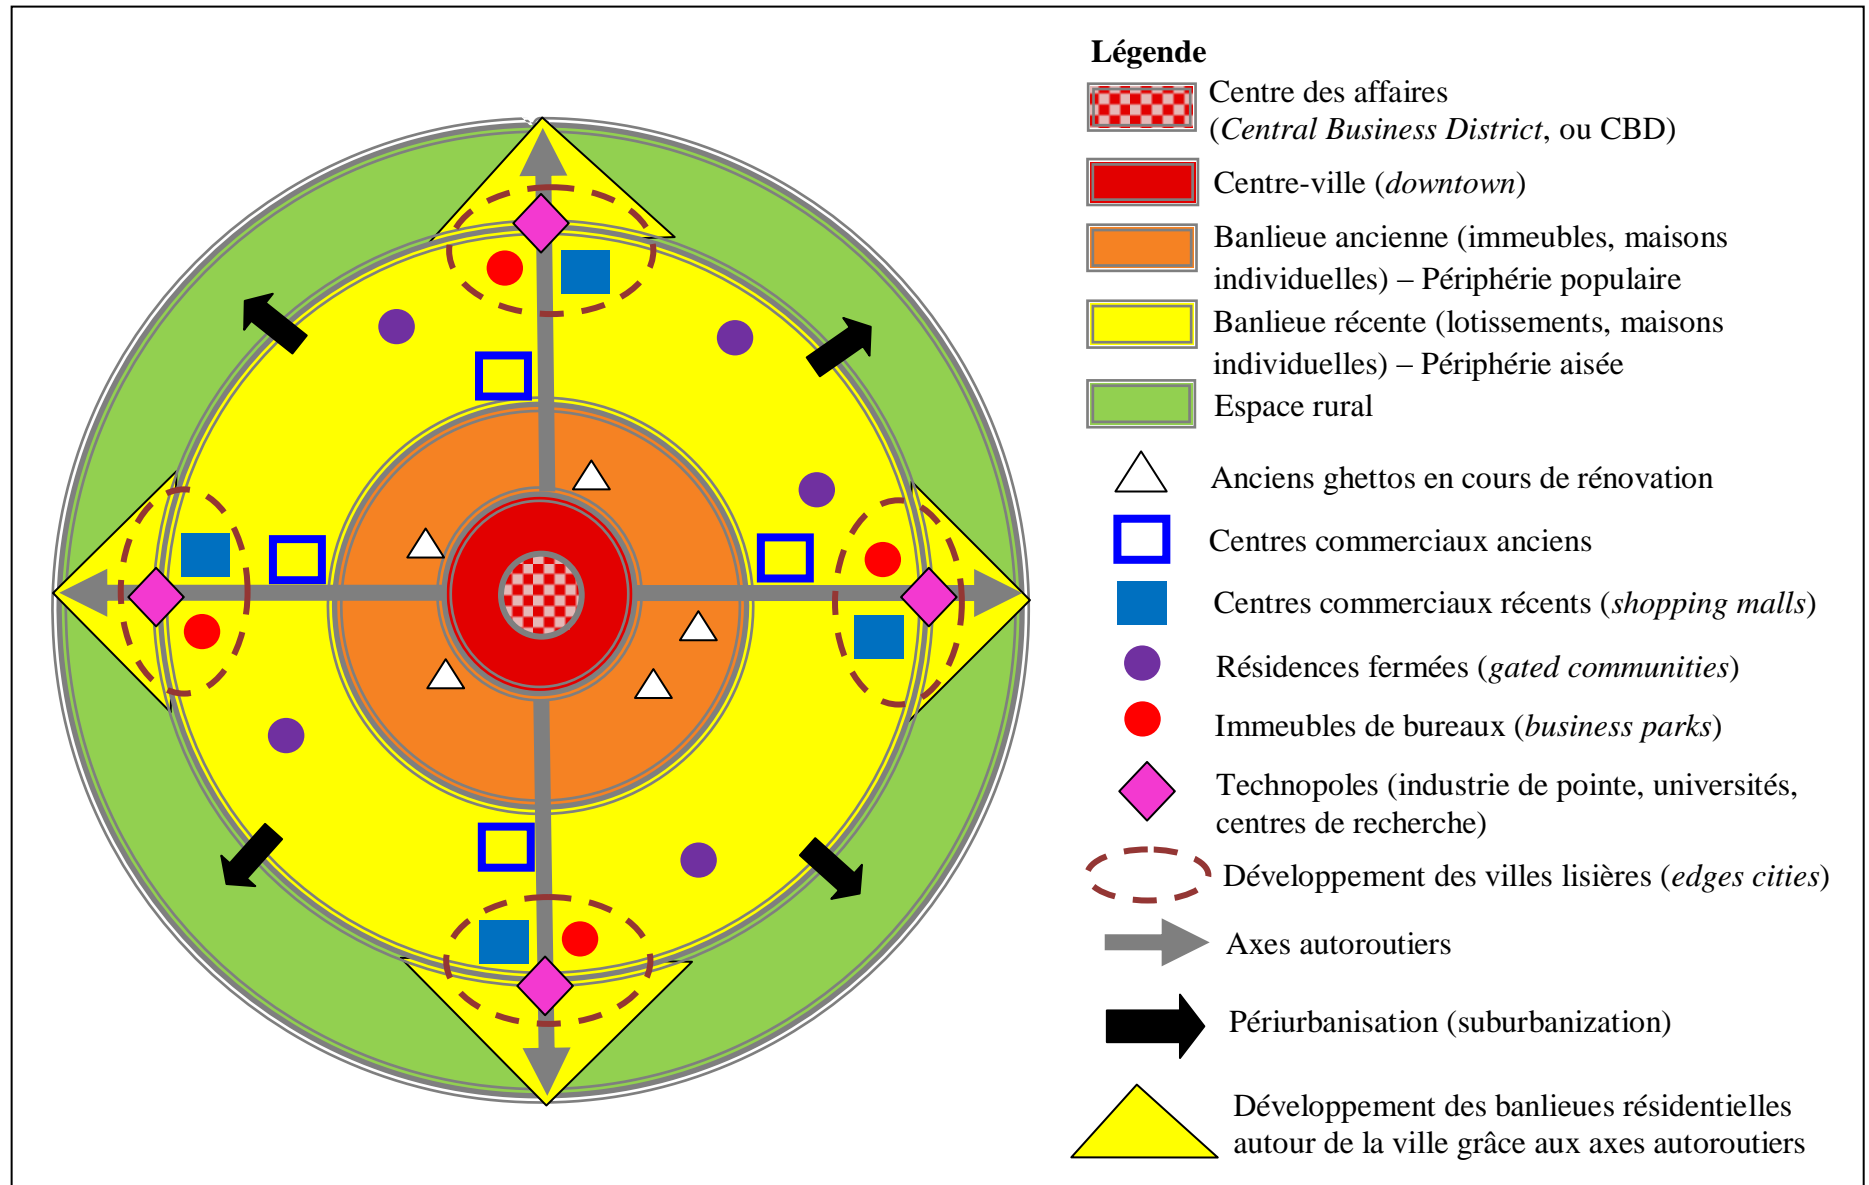 Légende
Centre des affaires
(Central Business District, ou CBD)
Centre-ville (downtown)
Banlieue ancienne (immeubles, maisons
individuelles) – Périphérie populaire
Banlieue récente (lotissements, maisons
individuelles) – Périphérie aisée
Espace rural
Anciens ghettos en cours de rénovation
Centres commerciaux anciens
Centres commerciaux récents (shopping malls)
Résidences fermées (gated communities)
Immeubles de bureaux (business parks)
Technopoles (industrie de pointe, universités,
centres de recherche)
Développement des villes lisières (edges cities)
Axes autoroutiers
Périurbanisation (suburbanization)
Développement des banlieues résidentielles
autour de la ville grâce aux axes autoroutiers